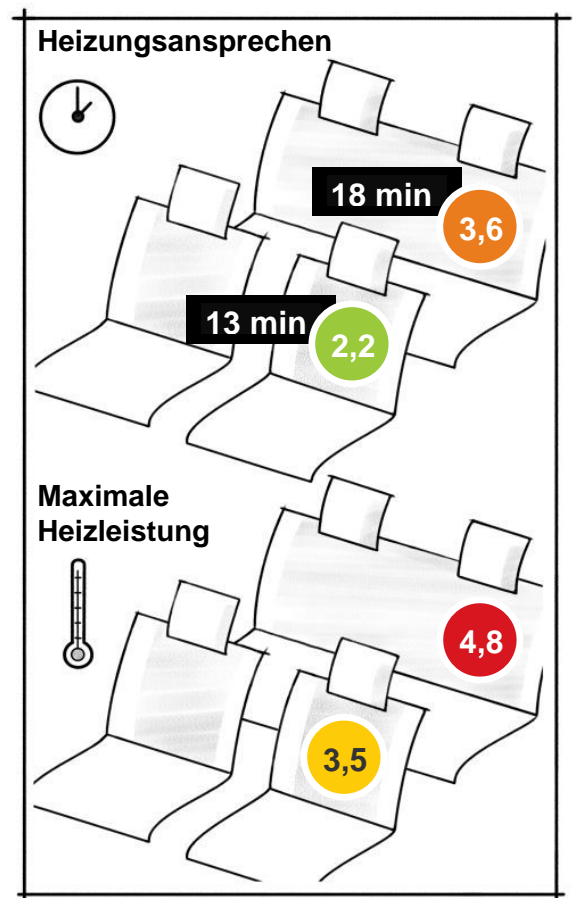 Heizungsansprechen
18 min
3,6
13 min
2,2
Maximale
Heizleistung
4,8
3,5